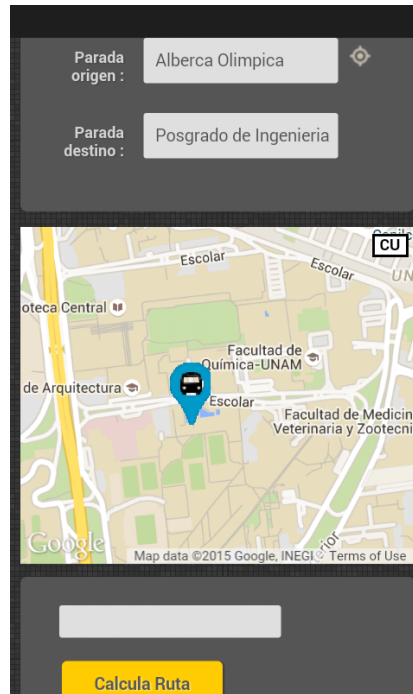 Parada
origen :
Alberca Olimpica
Parada
destino :
Posgrado de Ingenieria
CU
Escolar
Escolar
UN
oteca Central
Facultad de
Química-UNAM
de Arquitectura
Escolar
Facultad de Medicin
Veterinaria y Zootecni
erior
Google
Map data ©2015 Google, INEGI
Terms of Use
Calcula Ruta